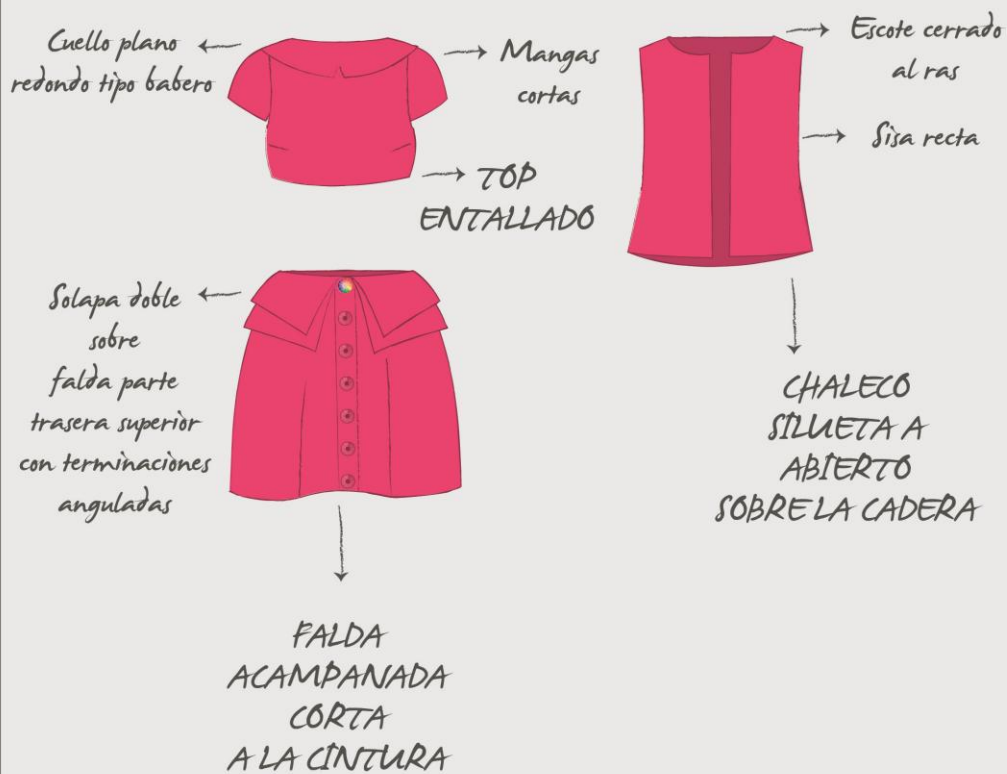 Cuello plano
redondo tipo babero
Mangas
cortas
TOP
ENTALLADO
Escote cerrado
al ras
Sisa recta
Solapa doble
sobre
falda parte
trasera superior
con terminaciones
anguladas
CHALECO
SILUETA A
ABIERTO
SOBRE LA CADERA
FALDA
ACAMPANADA
CORTA
A LA CINTURA